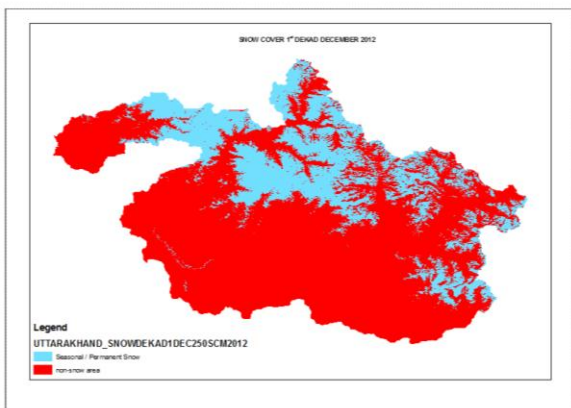 SNOW COVER 1st DEKAD DECEMBER 2012
Legend
UTTARAKHAND_SNOWDEKAD1DEC250SCM2012
Seasonal / Permanent Snow
non-snow area